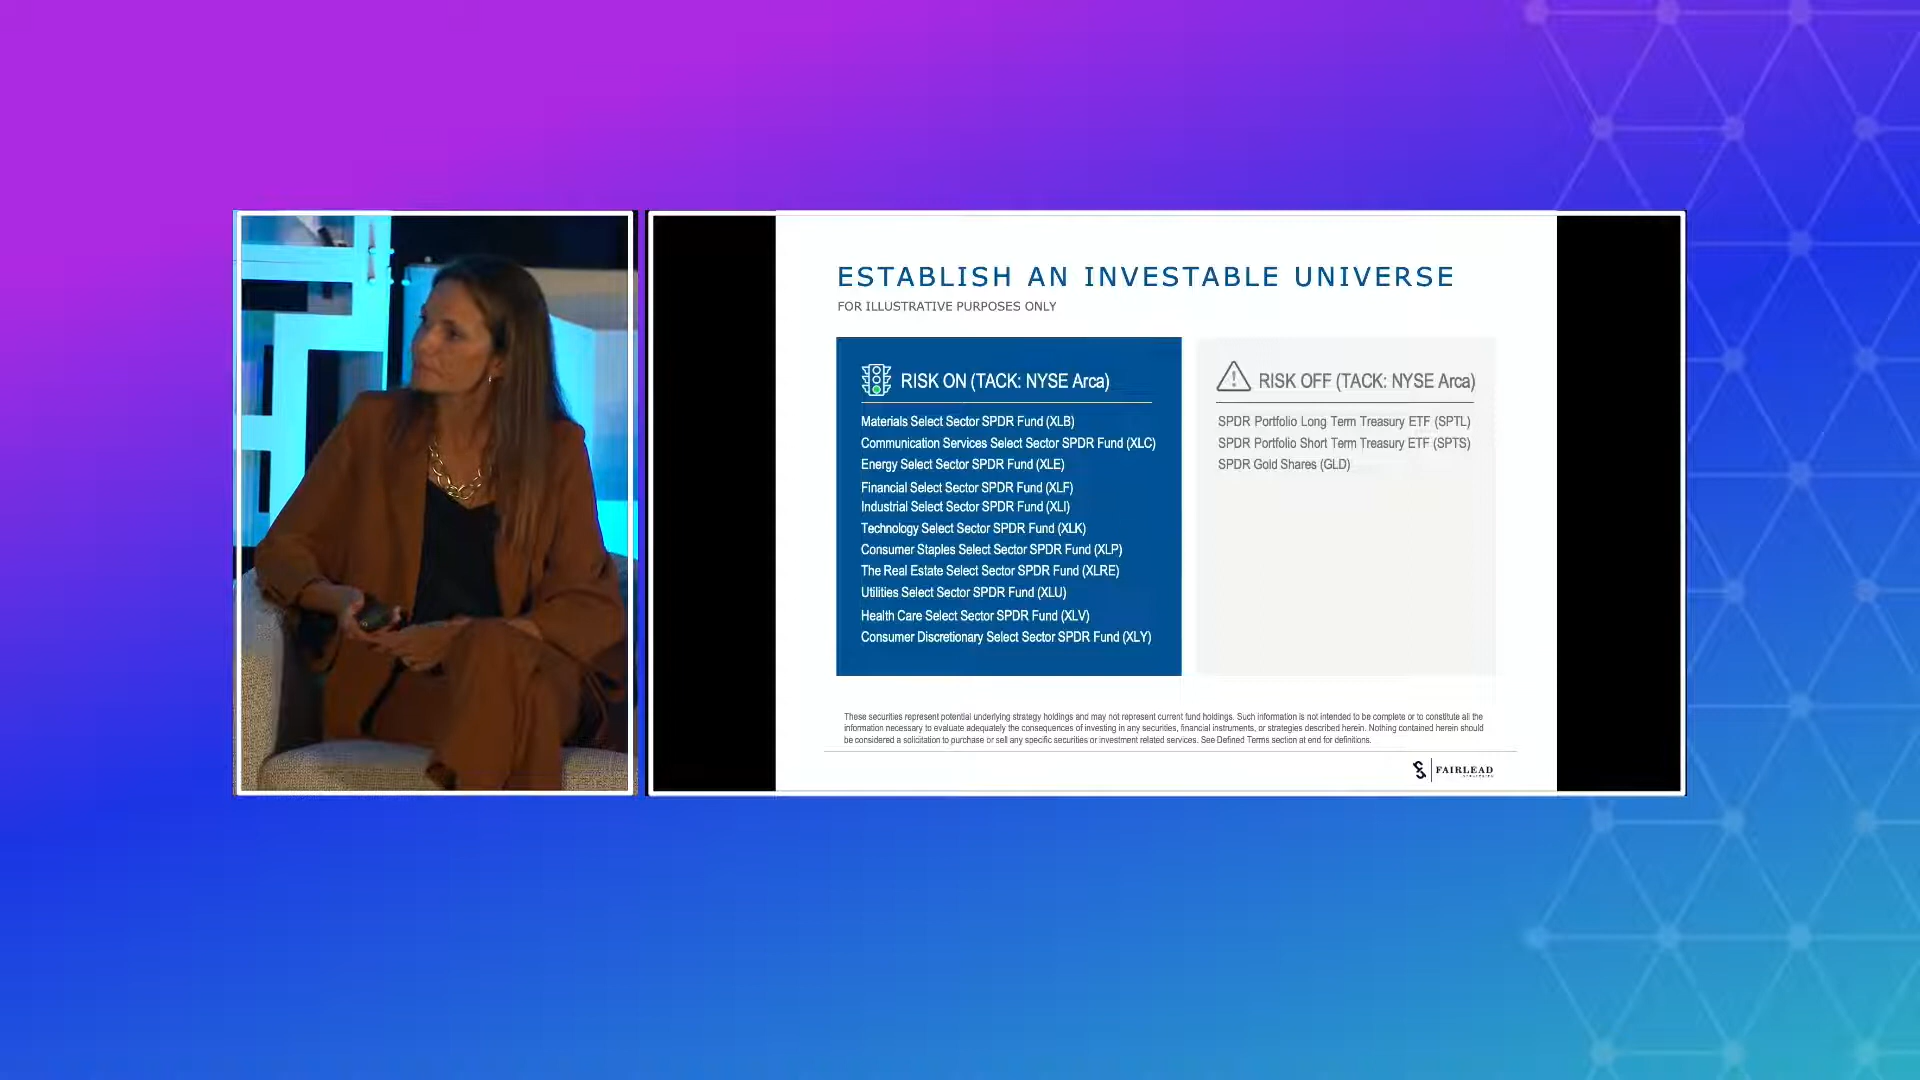 ESTABLISH AN INVESTABLE UNIVERSE
FOR ILLUSTRATIVE PURPOSES ONLY
RISK ON (TACK: NYSE Arca)
Materials Select Sector SPDR Fund (XLB)
Communication Services Select Sector SPDR Fund (XLC)
Energy Select Sector SPDR Fund (XLE)
Financial Select Sector SPDR Fund (XLF)
Industrial Select Sector SPDR Fund (XLI)
Technology Select Sector SPDR Fund (XLK)
Consumer Staples Select Sector SPDR Fund (XLP)
The Real Estate Select Sector SPDR Fund (XLRE)
Utilities Select Sector SPDR Fund (XLU)
Health Care Select Sector SPDR Fund (XLV)
Consumer Discretionary Select Sector SPDR Fund (XLY)
RISK OFF (TACK: NYSE Arca)
SPDR Portfolio Long Term Treasury ETF (SPTL)
SPDR Portfolio Short Term Treasury ETF (SPTS)
SPDR Gold Shares (GLD)
These securities represent potential underlying strategy holdings and may not represent current fund holdings. Such information is not intended to be complete or to constitute all the
information necessary to evaluate adequately the consequences of investing in any securities, financial instruments, or strategies described herein. Nothing contained herein should
be considered a solicitation to purchase or sell any specific securities or investment related services. See Defined Terms section at end for definitions.
FAIRLEAD